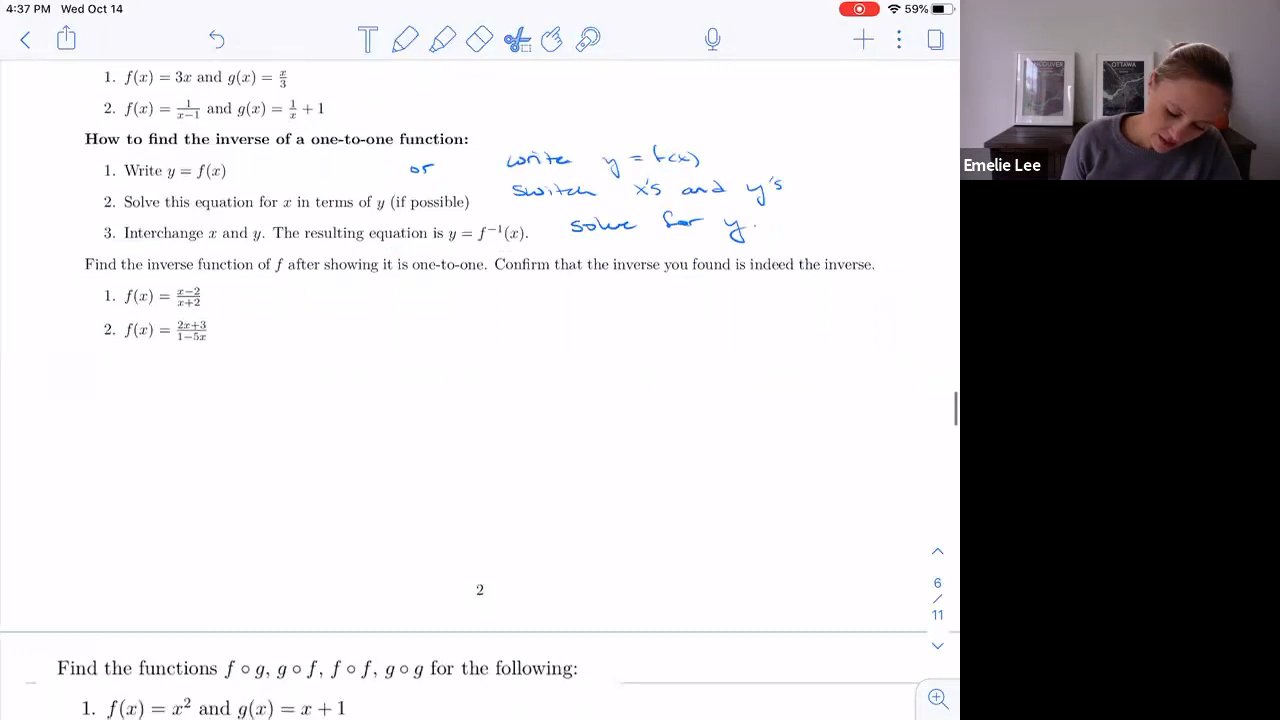 4:37 PM Wed Oct 14
59%
1. f(x) = 3x and g(x) = x/3
2. f(x) = 1/(x−1) and g(x) = 1/x + 1
How to find the inverse of a one-to-one function:
1. Write y = f(x)
or
write y = f(x)
switch x's and y's
2. Solve this equation for x in terms of y (if possible)
solve for y.
3. Interchange x and y. The resulting equation is y = f⁻¹(x).
Find the inverse function of f after showing it is one-to-one. Confirm that the inverse you found is indeed the inverse.
1. f(x) = (x−2)/(x+2)
2. f(x) = (2x+3)/(1−5x)
2
6
/
11
Find the functions f ∘ g, g ∘ f, f ∘ f, g ∘ g for the following:
1. f(x) = x² and g(x) = x + 1
OTTAWA
Emelie Lee